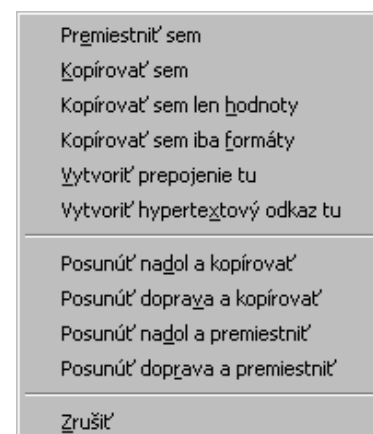 Premiestniť sem
Kopírovať sem
Kopírovať sem len hodnoty
Kopírovať sem iba formáty
Vytvoriť prepojenie tu
Vytvoriť hypertextový odkaz tu
Posunúť nadol a kopírovať
Posunúť doprava a kopírovať
Posunúť nadol a premiestniť
Posunúť doprava a premiestniť
Zrušiť